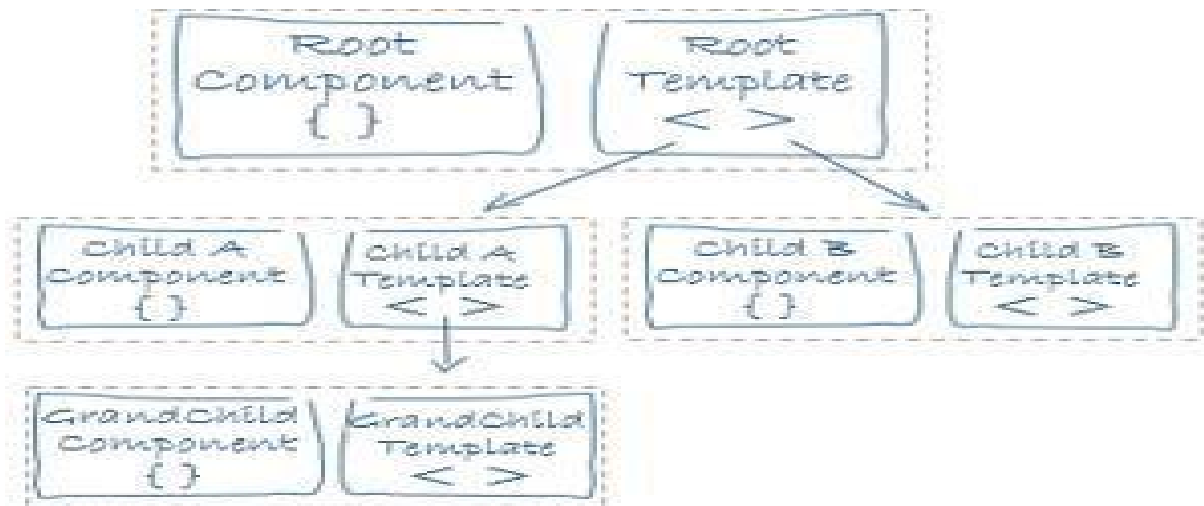 Root
Component
{ }
Root
Template
< >
Child A
Component
{ }
Child A
Template
< >
Child B
Component
{ }
Child B
Template
< >
GrandChild
Component
{ }
GrandChild
Template
< >